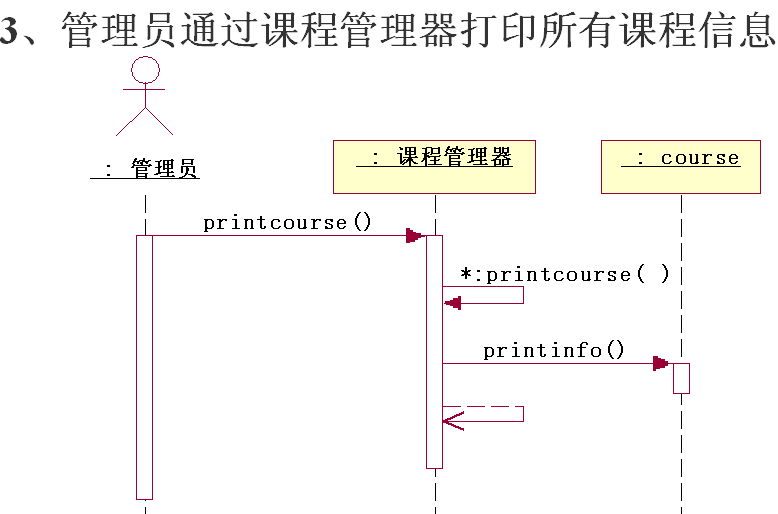 3、管理员通过课程管理器打印所有课程信息
: 管理员
: 课程管理器
: course
printcourse()
*:printcourse( )
printinfo()